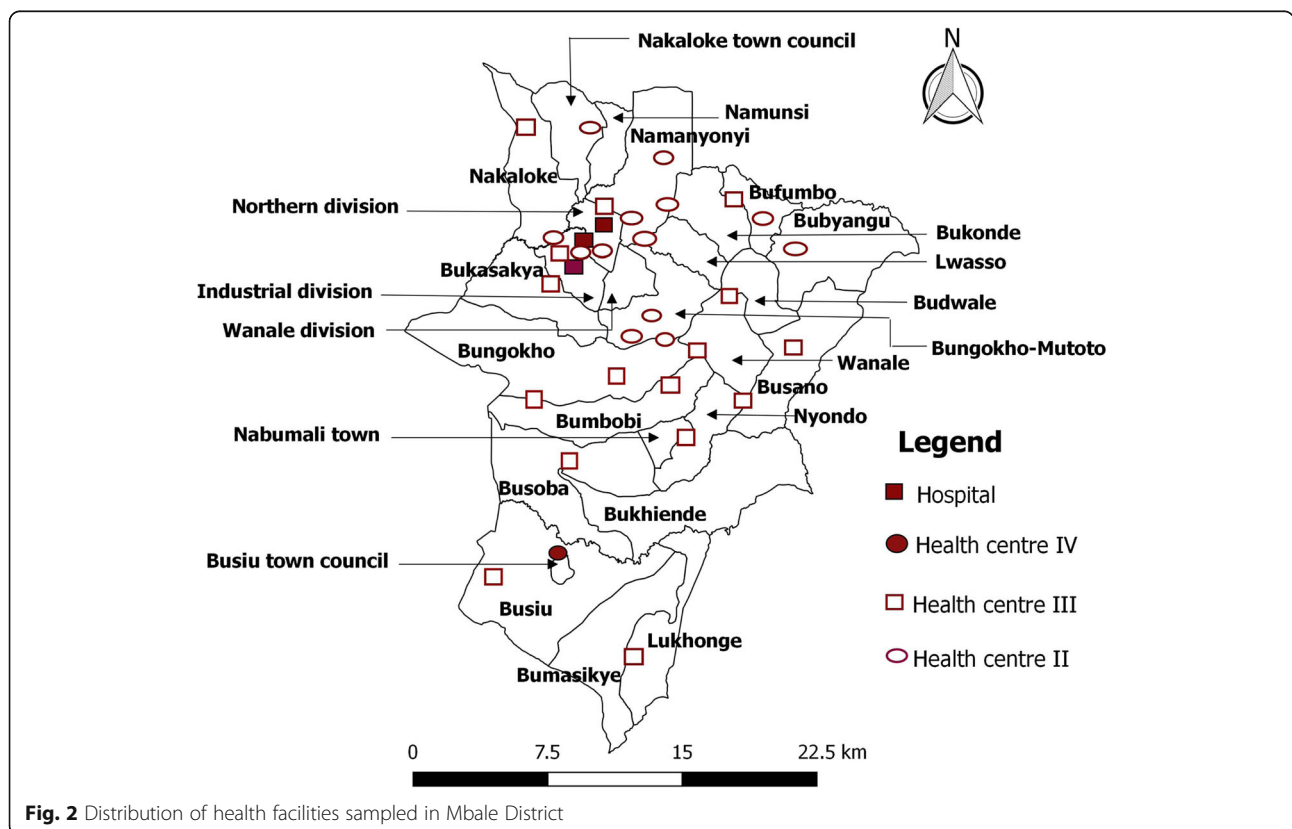 Nakaloke town council
N
Namunsi
Namanyonyi
Nakaloke
Bufumbo
Northern division
Bubyangu
Bukonde
Lwasso
Bukasakya
Industrial division
Budwale
Wanale division
Bungokho-Mutoto
Bungokho
Wanale
Busano
Nyondo
Bumbobi
Nabumali town
Legend
Busoba
Hospital
Bukhiende
Health centre IV
Busiu town council
Health centre III
Busiu
Lukhonge
Health centre II
Bumasikye
0 7.5 15 22.5 km
Fig. 2 Distribution of health facilities sampled in Mbale District